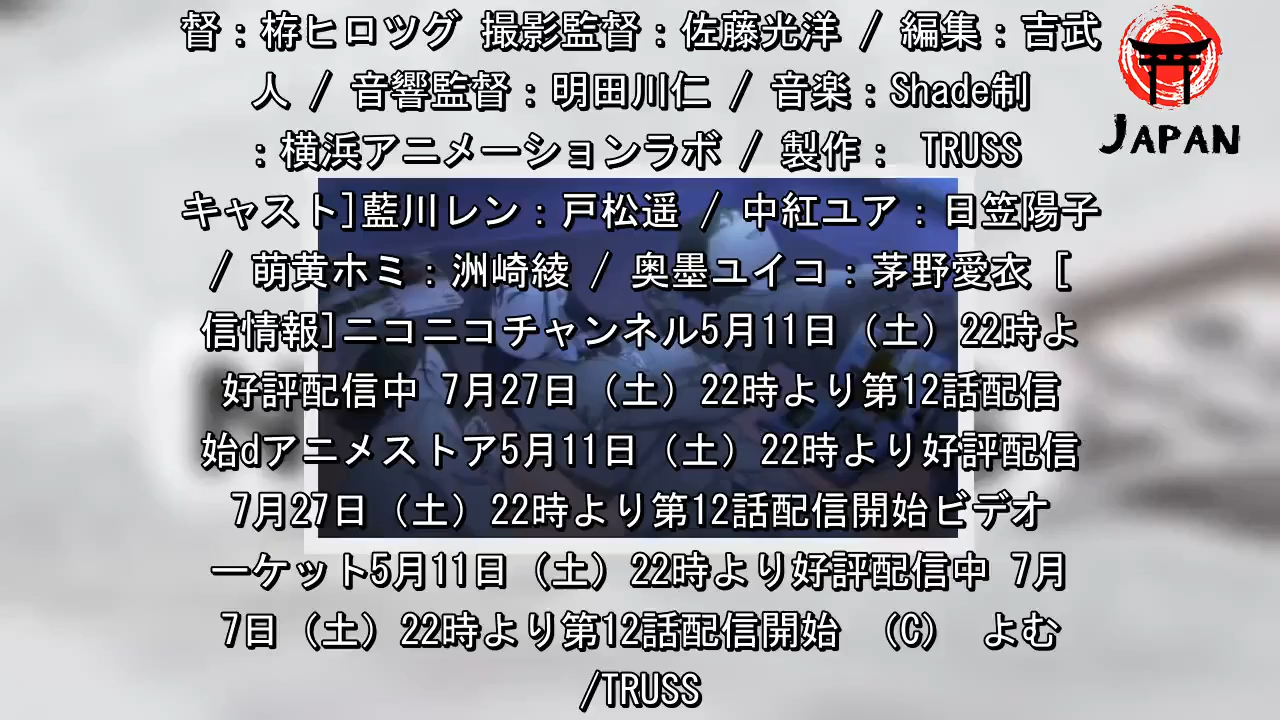 督：栫ヒロツグ 撮影監督：佐藤光洋 / 編集：吉武
人 / 音響監督：明田川仁 / 音楽：Shade制
：横浜アニメーションラボ / 製作： TRUSS
キャスト]藍川レン：戸松遥 / 中紅ユア：日笠陽子
/ 萌黄ホミ：洲崎綾 / 奥墨ユイコ：茅野愛衣 [
信情報]ニコニコチャンネル5月11日（土）22時よ
好評配信中 7月27日（土）22時より第12話配信
始dアニメストア5月11日（土）22時より好評配信
7月27日（土）22時より第12話配信開始ビデオ
ーケット5月11日（土）22時より好評配信中 7月
7日（土）22時より第12話配信開始 （C） よむ
/TRUSS
JAPAN